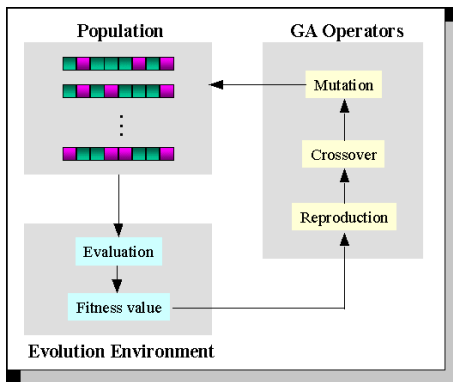 Population
GA Operators
Mutation
Crossover
Reproduction
Evaluation
Fitness value
Evolution Environment